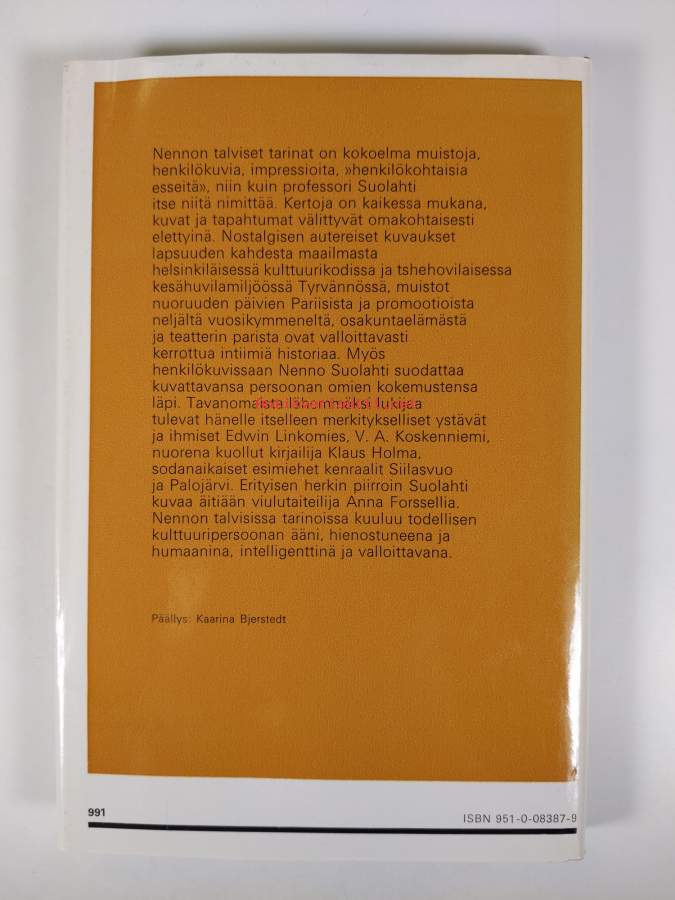 Nennon talviset tarinat on kokoelma muistoja,
henkilökuvia, impressioita, »henkilökohtaisia
esseitä», niin kuin professori Suolahti
itse niitä nimittää. Kertoja on kaikessa mukana,
kuvat ja tapahtumat välittyvät omakohtaisesti
elettyinä. Nostalgisen autereiset kuvaukset
lapsuuden kahdesta maailmasta
helsinkiläisessä kulttuurikodissa ja tshehovilaisessa
kesähuvilamiljöössä Tyrvännössä, muistot
nuoruuden päivien Pariisista ja promootioista
neljältä vuosikymmeneltä, osakuntaelämästä
ja teatterin parista ovat valloittavasti
kerrottua intiimiä historiaa. Myös
henkilökuvissaan Nenno Suolahti suodattaa
kuvattavansa persoonan omien kokemustensa
läpi. Tavanomaista lähemmäksi lukijaa
tulevat hänelle itselleen merkitykselliset ystävät
ja ihmiset Edwin Linkomies, V. A. Koskenniemi,
nuorena kuollut kirjailija Klaus Holma,
sodanaikaiset esimiehet kenraalit Siilasvuo
ja Palojärvi. Erityisen herkin piirroin Suolahti
kuvaa äitiään viulutaiteilija Anna Forssellia.
Nennon talvisissa tarinoissa kuuluu todellisen
kulttuuripersoonan ääni, hienostuneena ja
humaanina, intelligenttinä ja valloittavana.
Päällys: Kaarina Bjerstedt
991
ISBN 951-0-08387-9